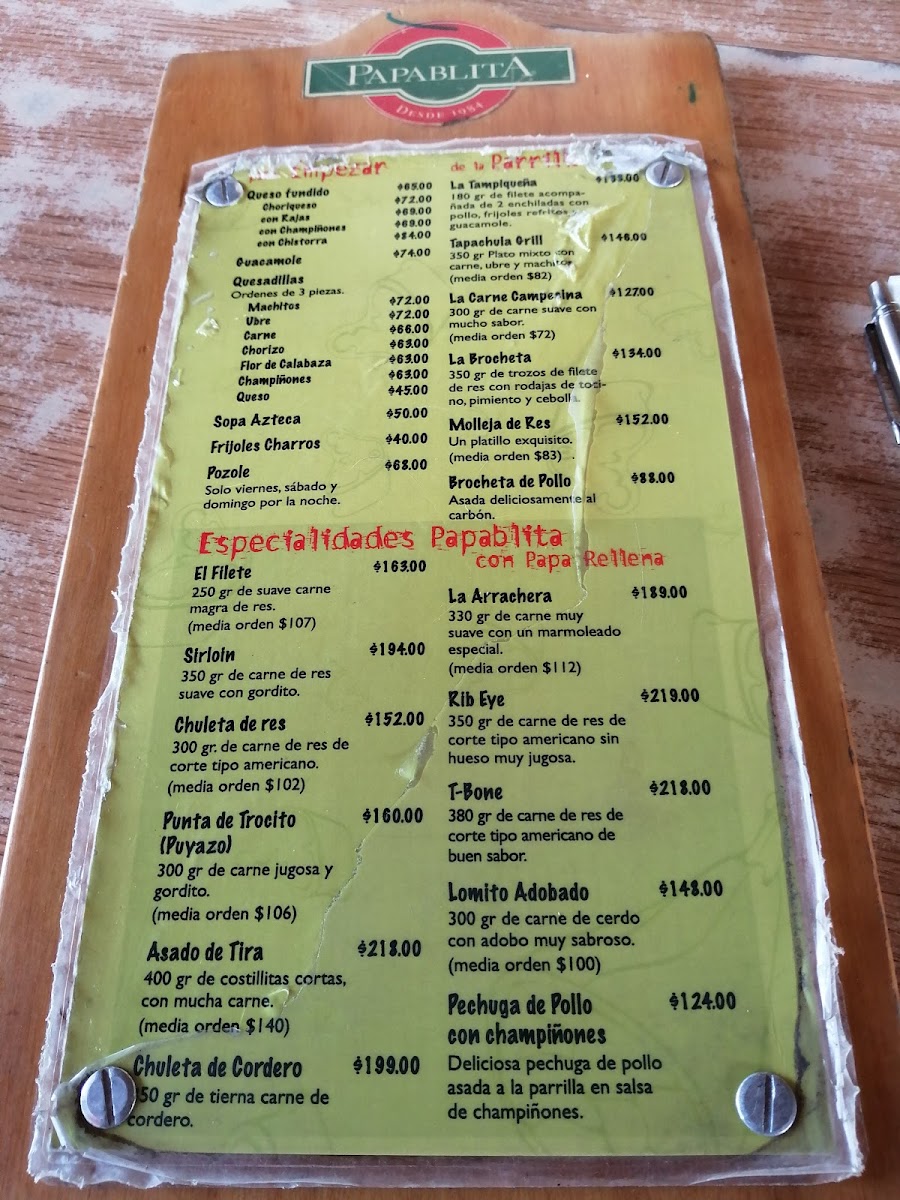 PAPABLITA
DESDE 1984
Empezar
Queso fundido $65.00
Choriqueso $72.00
con Rajas $69.00
con Champiñones $69.00
con Chistorra $84.00
Guacamole $74.00
Quesadillas
Ordenes de 3 piezas.
Machitos $72.00
Ubre $72.00
Carne $66.00
Chorizo $63.00
Flor de Calabaza $63.00
Champiñones $63.00
Queso $45.00
Sopa Azteca $50.00
Frijoles Charros $40.00
Pozole $68.00
Solo viernes, sábado y
domingo por la noche.
de la Parrilla
La Tampiqueña
180 gr de filete acompa-
ñada de 2 enchiladas con
pollo, frijoles refritos y
guacamole.
Tapachula Grill $146.00
350 gr Plato mixto con
carne, ubre y machitos
(media orden $82)
La Carne Campesina $127.00
300 gr de carne suave con
mucho sabor.
(media orden $72)
La Brocheta $134.00
350 gr de trozos de filete
de res con rodajas de toci-
no, pimiento y cebolla.
Molleja de Res $152.00
Un platillo exquisito.
(media orden $83)
Brocheta de Pollo $88.00
Asada deliciosamente al
carbón.
Especialidades Papablita
con Papa Rellena
El Filete $163.00
250 gr de suave carne
magra de res.
(media orden $107)
Sirloin $194.00
350 gr de carne de res
suave con gordito.
Chuleta de res $152.00
300 gr. de carne de res de
corte tipo americano.
(media orden $102)
Punta de Trocito $160.00
(Puyazo)
300 gr de carne jugosa y
gordito.
(media orden $106)
Asado de Tira $218.00
400 gr de costillitas cortas,
con mucha carne.
(media orden $140)
Chuleta de Cordero $199.00
50 gr de tierna carne de
cordero.
La Arrachera $189.00
330 gr de carne muy
suave con un marmoleado
especial.
(media orden $112)
Rib Eye $219.00
350 gr de carne de res de
corte tipo americano sin
hueso muy jugosa.
T-Bone $218.00
380 gr de carne de res de
corte tipo americano de
buen sabor.
Lomito Adobado $148.00
300 gr de carne de cerdo
con adobo muy sabroso.
(media orden $100)
Pechuga de Pollo $124.00
con champiñones
Deliciosa pechuga de pollo
asada a la parrilla en salsa
de champiñones.